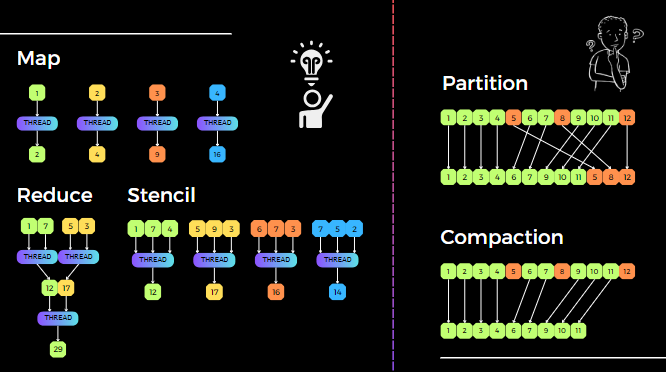 Map
1 2 3 4
THREAD THREAD THREAD THREAD
2 4 9 16
Reduce
1 7 5 3
THREAD THREAD
12 17
THREAD
29
Stencil
1 7 4 5 9 3 6 7 3 7 5 2
THREAD THREAD THREAD THREAD
12 17 16 14
? ?
Partition
1 2 3 4 5 6 7 8 9 10 11 12
1 2 3 4 6 7 9 10 11 5 8 12
Compaction
1 2 3 4 5 6 7 8 9 10 11 12
1 2 3 4 6 7 9 10 11